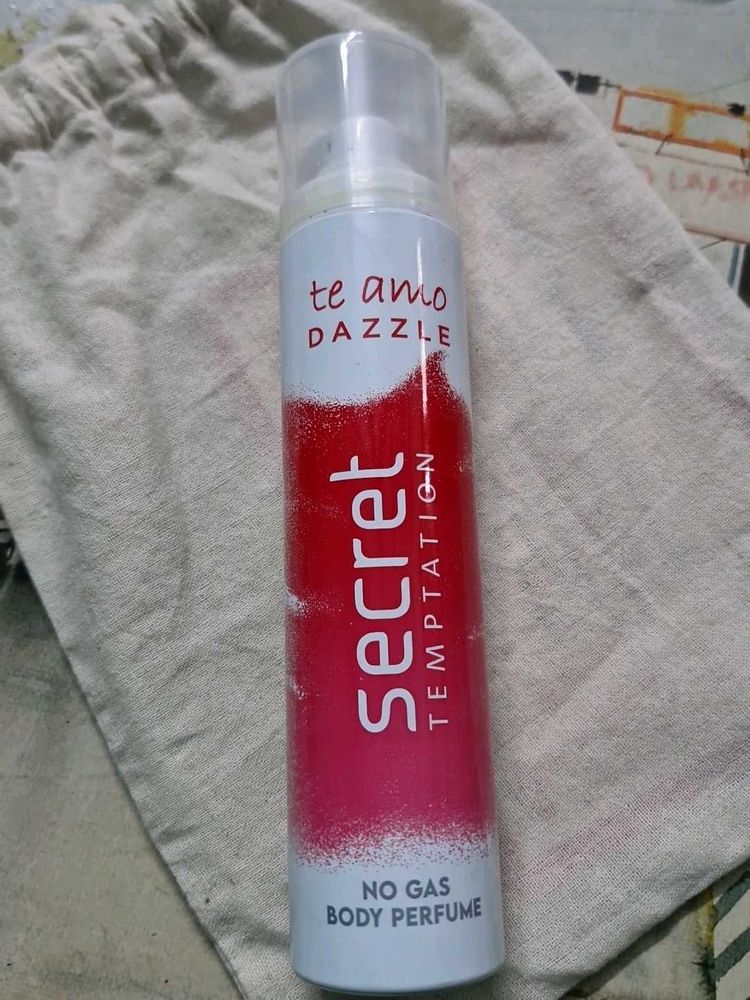 te amo
DAZZLE
secret
TEMPTATION
NO GAS
BODY PERFUME